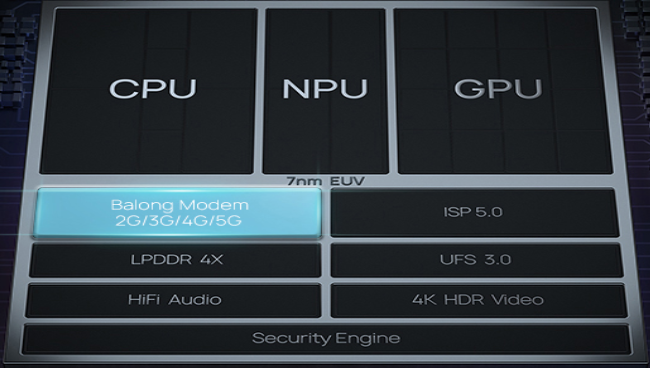 CPU
NPU
GPU
7nm EUV
Balong Modem
2G/3G/4G/5G
ISP 5.0
LPDDR 4X
UFS 3.0
HiFi Audio
4K HDR Video
Security Engine